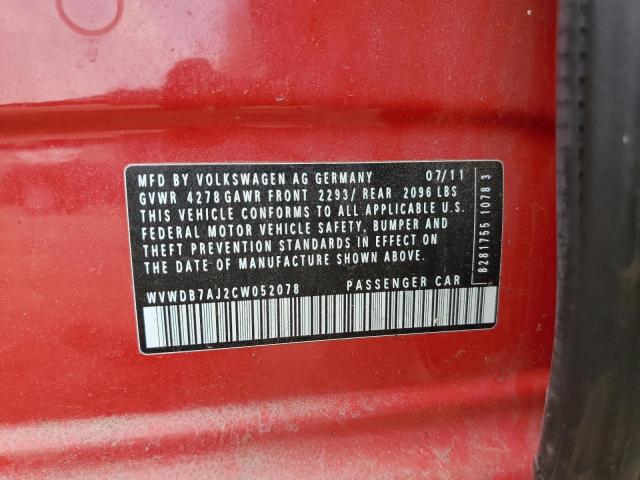 MFD BY VOLKSWAGEN AG GERMANY 07/11
GVWR 4278 GAWR FRONT 2293/ REAR 2096 LBS
THIS VEHICLE CONFORMS TO ALL APPLICABLE U.S.
FEDERAL MOTOR VEHICLE SAFETY, BUMPER AND
THEFT PREVENTION STANDARDS IN EFFECT ON
THE DATE OF MANUFACTURE SHOWN ABOVE.
WVWDB7AJ2CW052078 PASSENGER CAR
8281755 1078 3